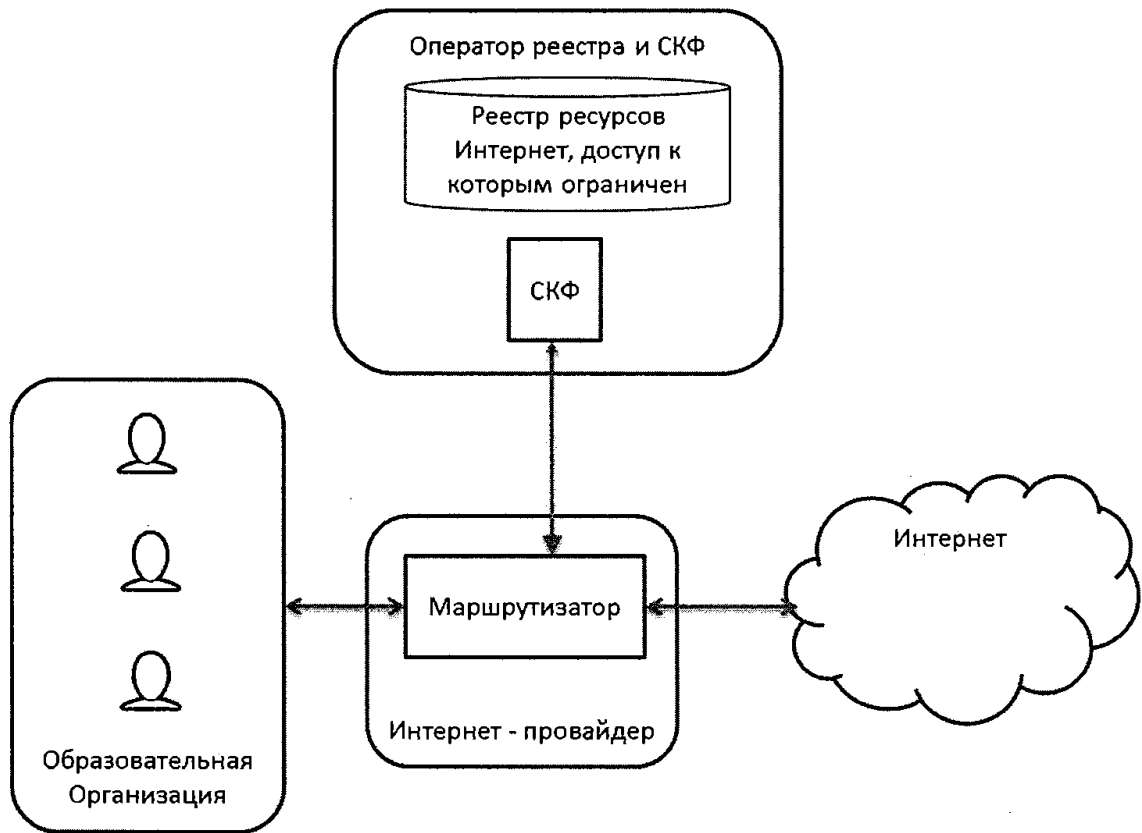 Оператор реестра и СКФ
Реестр ресурсов
Интернет, доступ к
которым ограничен
СКФ
Интернет
Маршрутизатор
Интернет - провайдер
Образовательная
Организация